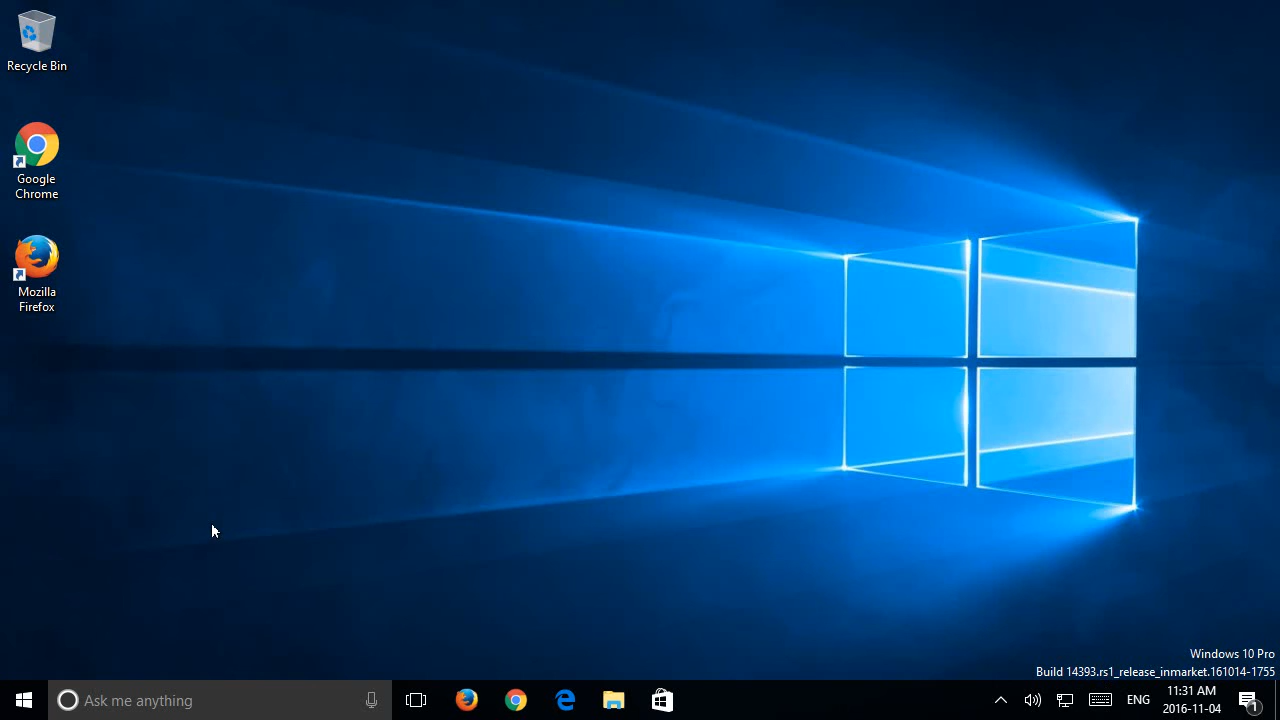 Recycle Bin
Google
Chrome
Mozilla
Firefox
Windows 10 Pro
Build 14393.rs1_release_inmarket.161014-1755
Ask me anything
ENG
11:31 AM
2016-11-04
1